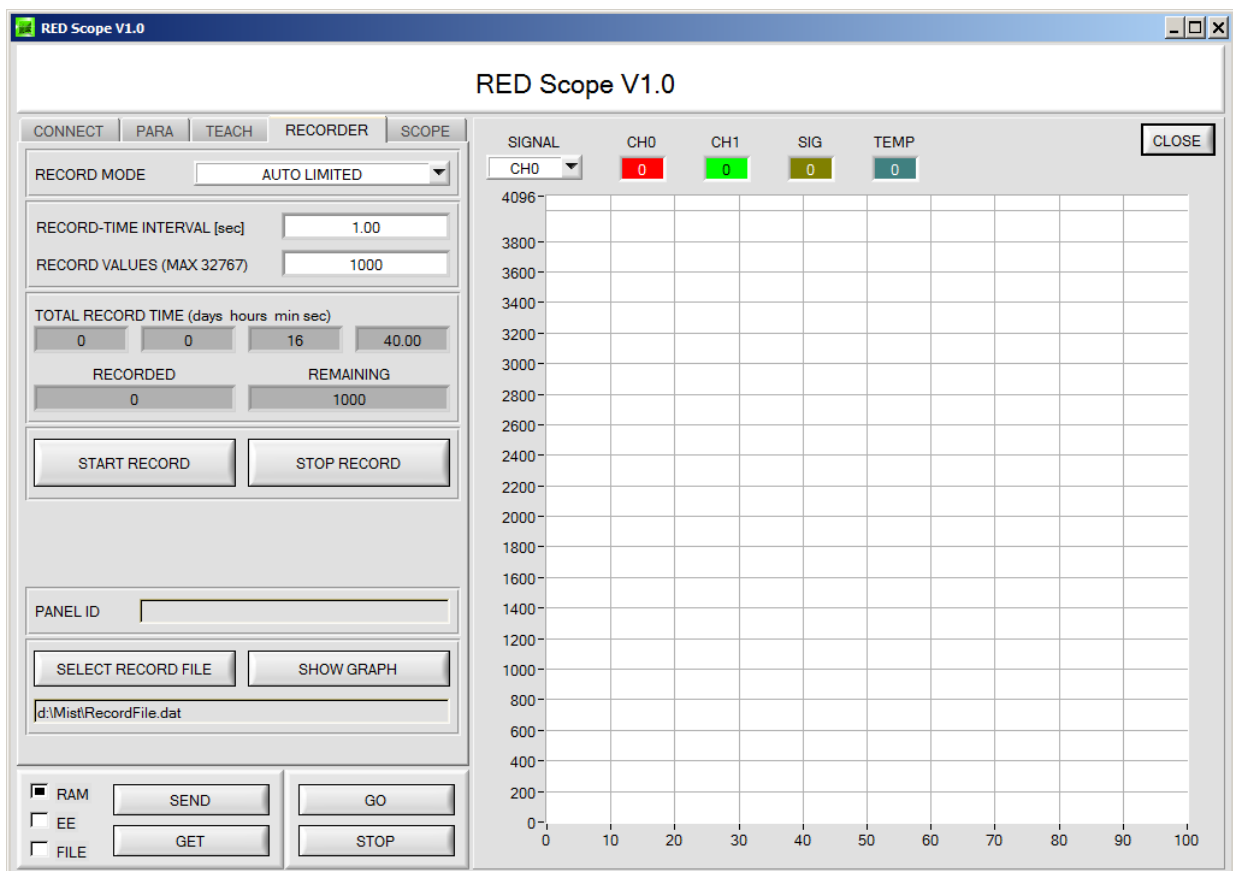 RED Scope V1.0
RED Scope V1.0
CONNECT PARA TEACH RECORDER SCOPE
RECORD MODE AUTO LIMITED
RECORD-TIME INTERVAL [sec] 1.00
RECORD VALUES (MAX 32767) 1000
TOTAL RECORD TIME (days hours min sec)
0 0 16 40.00
RECORDED REMAINING
0 1000
START RECORD STOP RECORD
PANEL ID
SELECT RECORD FILE SHOW GRAPH
d:\Mist\RecordFile.dat
RAM SEND GO
EE
FILE GET STOP
SIGNAL CH0 CH1 SIG TEMP CLOSE
CH0 0 0 0 0
4096
3800
3600
3400
3200
3000
2800
2600
2400
2200
2000
1800
1600
1400
1200
1000
800
600
400
200
0
0 10 20 30 40 50 60 70 80 90 100